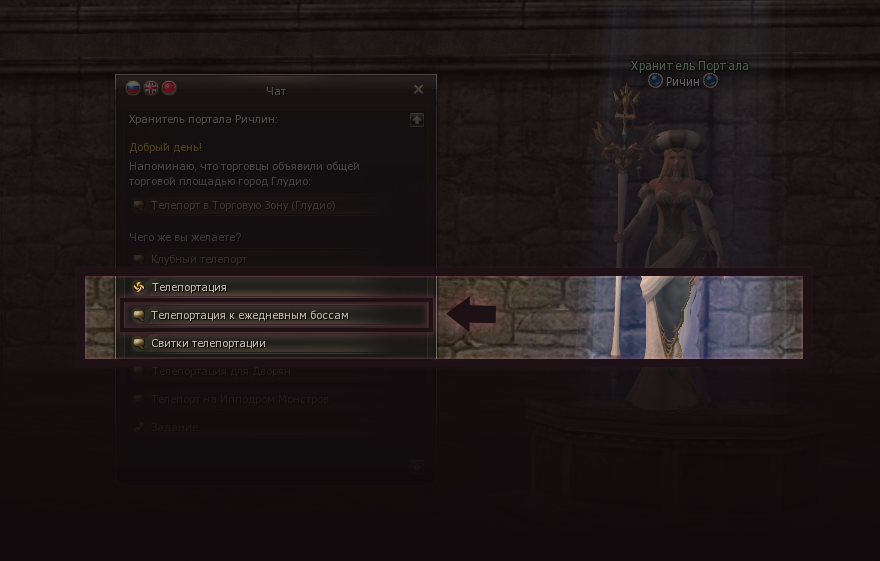 Хранитель Портала
Ричин
Чат
Хранитель портала Ричлин:
Добрый день!
Напоминаю, что торговцы объявили общей
торговой площадью город Глудио:
Телепорт в Торговую Зону (Глудио)
Чего же вы желаете?
Клубный телепорт
Телепортация
Телепортация к ежедневным боссам
Свитки телепортации
Телепортация для Дворян
Телепорт на Ипподром Монстров
Задание